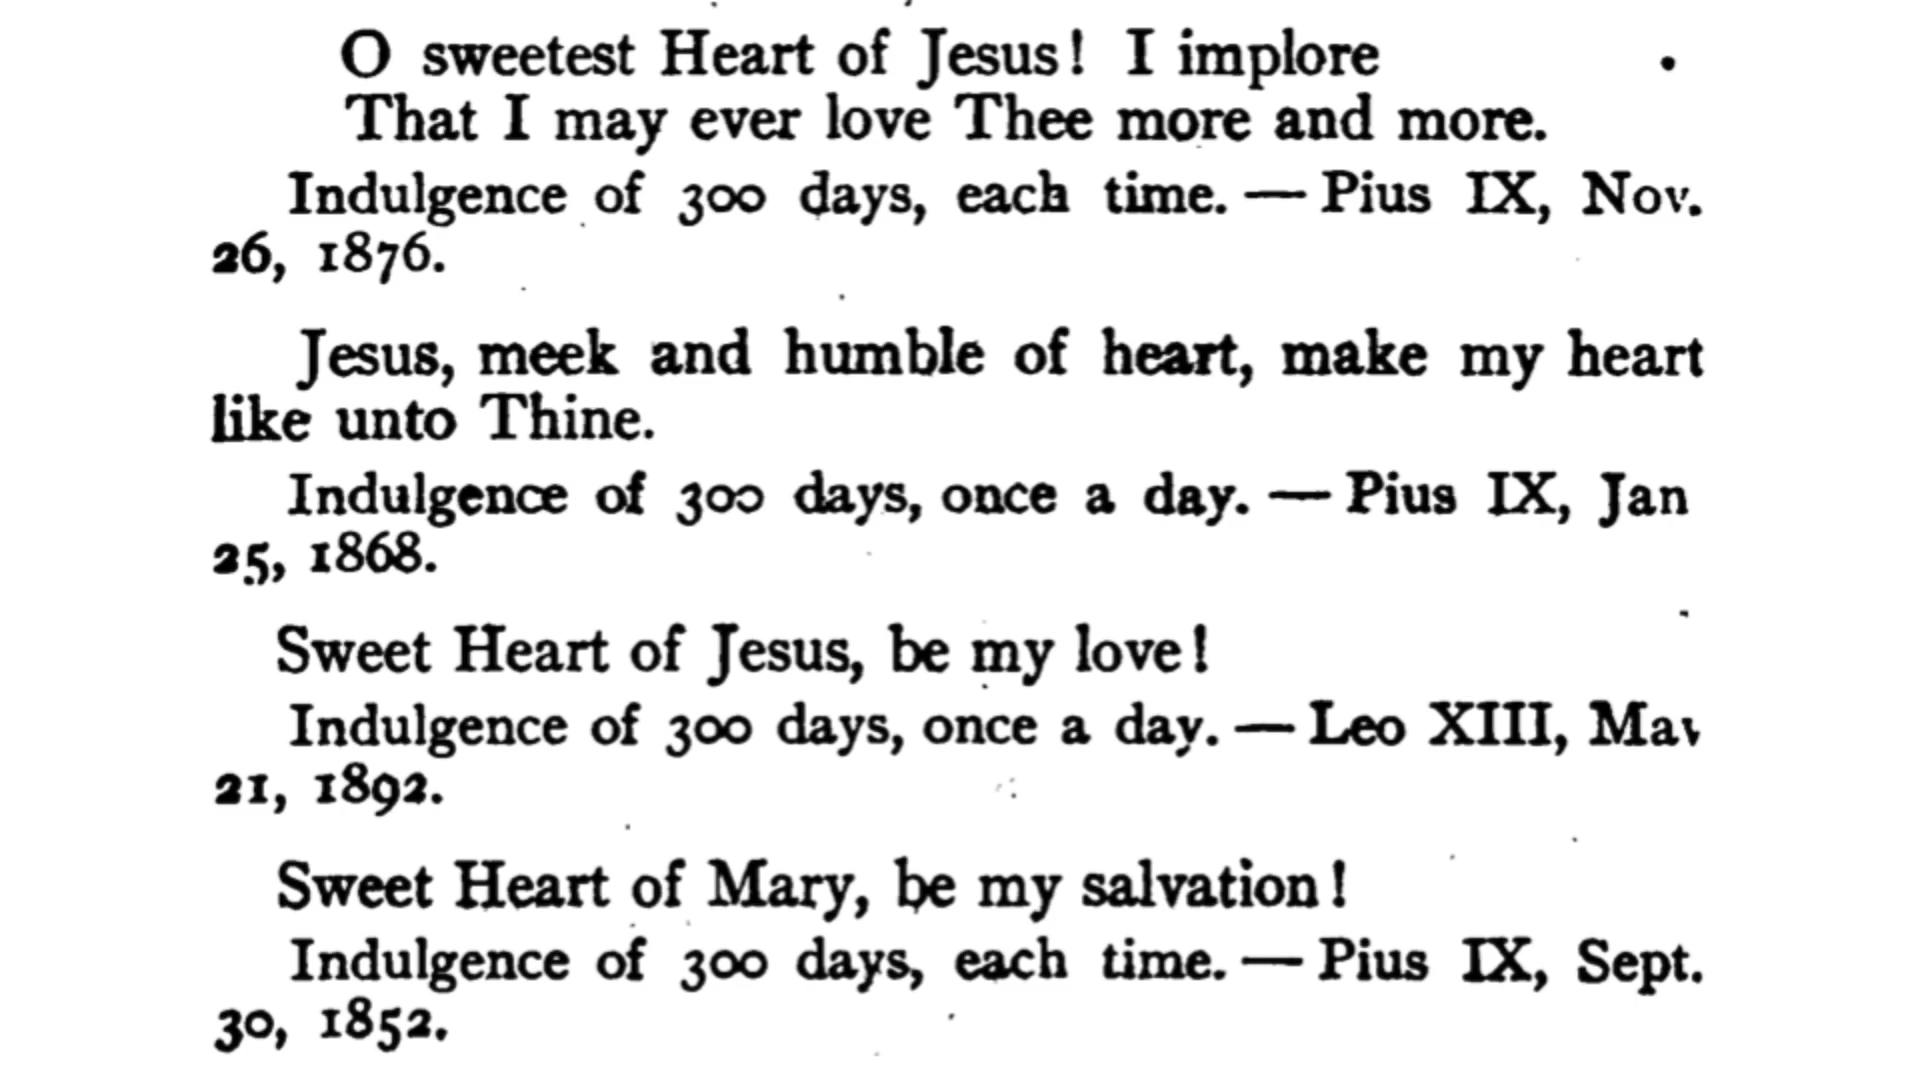 O sweetest Heart of Jesus! I implore
That I may ever love Thee more and more.
Indulgence of 300 days, each time. — Pius IX, Nov.
26, 1876.
Jesus, meek and humble of heart, make my heart
like unto Thine.
Indulgence of 300 days, once a day. — Pius IX, Jan
25, 1868.
Sweet Heart of Jesus, be my love!
Indulgence of 300 days, once a day. — Leo XIII, May
21, 1892.
Sweet Heart of Mary, be my salvation!
Indulgence of 300 days, each time. — Pius IX, Sept.
30, 1852.